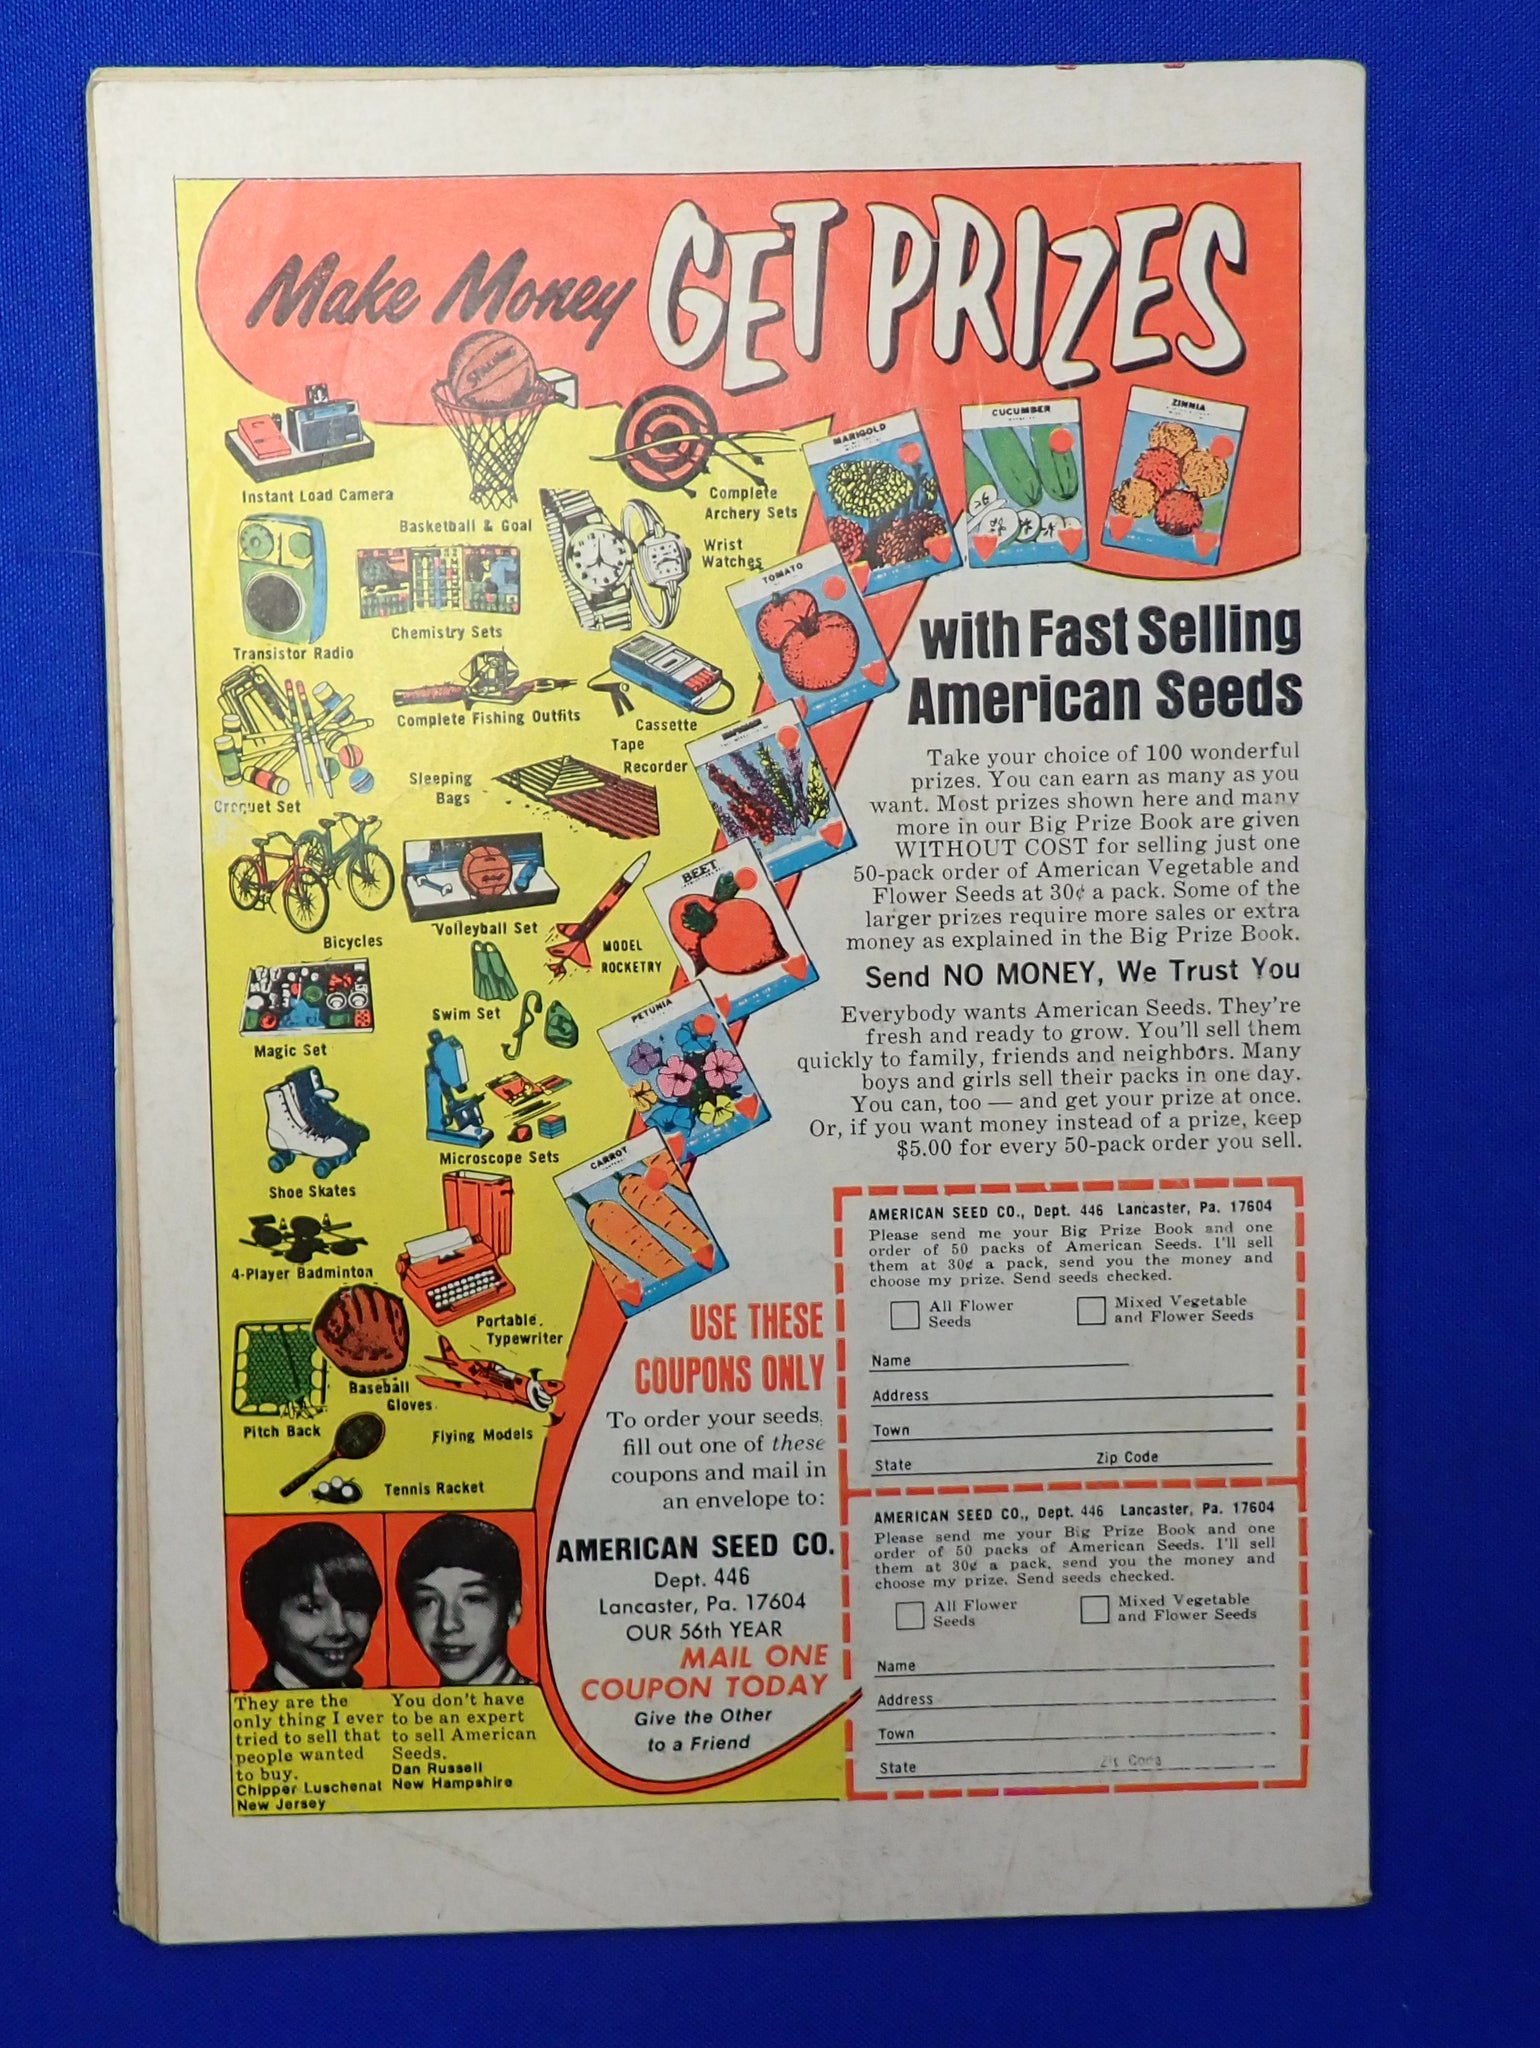 Make Money GET PRIZES
Instant Load Camera
SPALDING
Basketball & Goal
Complete
Archery Sets
Wrist
Watches
Transistor Radio
Chemistry Sets
Complete Fishing Outfits
Cassette
Tape
Recorder
Croquet Set
Sleeping
Bags
Bicycles
Volleyball Set
MODEL
ROCKETRY
Magic Set
Swim Set
Shoe Skates
Microscope Sets
4-Player Badminton
Portable
Typewriter
Baseball
Gloves
Pitch Back
Flying Models
Tennis Racket
MARIGOLD
CUCUMBER
ZINNIA
TOMATO
BEET
PETUNIA
CARROT
with Fast Selling
American Seeds
Take your choice of 100 wonderful
prizes. You can earn as many as you
want. Most prizes shown here and many
more in our Big Prize Book are given
WITHOUT COST for selling just one
50-pack order of American Vegetable and
Flower Seeds at 30¢ a pack. Some of the
larger prizes require more sales or extra
money as explained in the Big Prize Book.
Send NO MONEY, We Trust You
Everybody wants American Seeds. They're
fresh and ready to grow. You'll sell them
quickly to family, friends and neighbors. Many
boys and girls sell their packs in one day.
You can, too — and get your prize at once.
Or, if you want money instead of a prize, keep
$5.00 for every 50-pack order you sell.
USE THESE
COUPONS ONLY
To order your seeds,
fill out one of these
coupons and mail in
an envelope to:
AMERICAN SEED CO.
Dept. 446
Lancaster, Pa. 17604
OUR 56th YEAR
MAIL ONE
COUPON TODAY
Give the Other
to a Friend
AMERICAN SEED CO., Dept. 446 Lancaster, Pa. 17604
Please send me your Big Prize Book and one
order of 50 packs of American Seeds. I'll sell
them at 30¢ a pack, send you the money and
choose my prize. Send seeds checked.
All Flower
Seeds
Mixed Vegetable
and Flower Seeds
Name
Address
Town
State Zip Code
AMERICAN SEED CO., Dept. 446 Lancaster, Pa. 17604
Please send me your Big Prize Book and one
order of 50 packs of American Seeds. I'll sell
them at 30¢ a pack, send you the money and
choose my prize. Send seeds checked.
All Flower
Seeds
Mixed Vegetable
and Flower Seeds
Name
Address
Town
State Zip Code
They are the
only thing I ever
tried to sell that
people wanted
to buy.
Chipper Luschenat
New Jersey
You don't have
to be an expert
to sell American
Seeds.
Dan Russell
New Hampshire